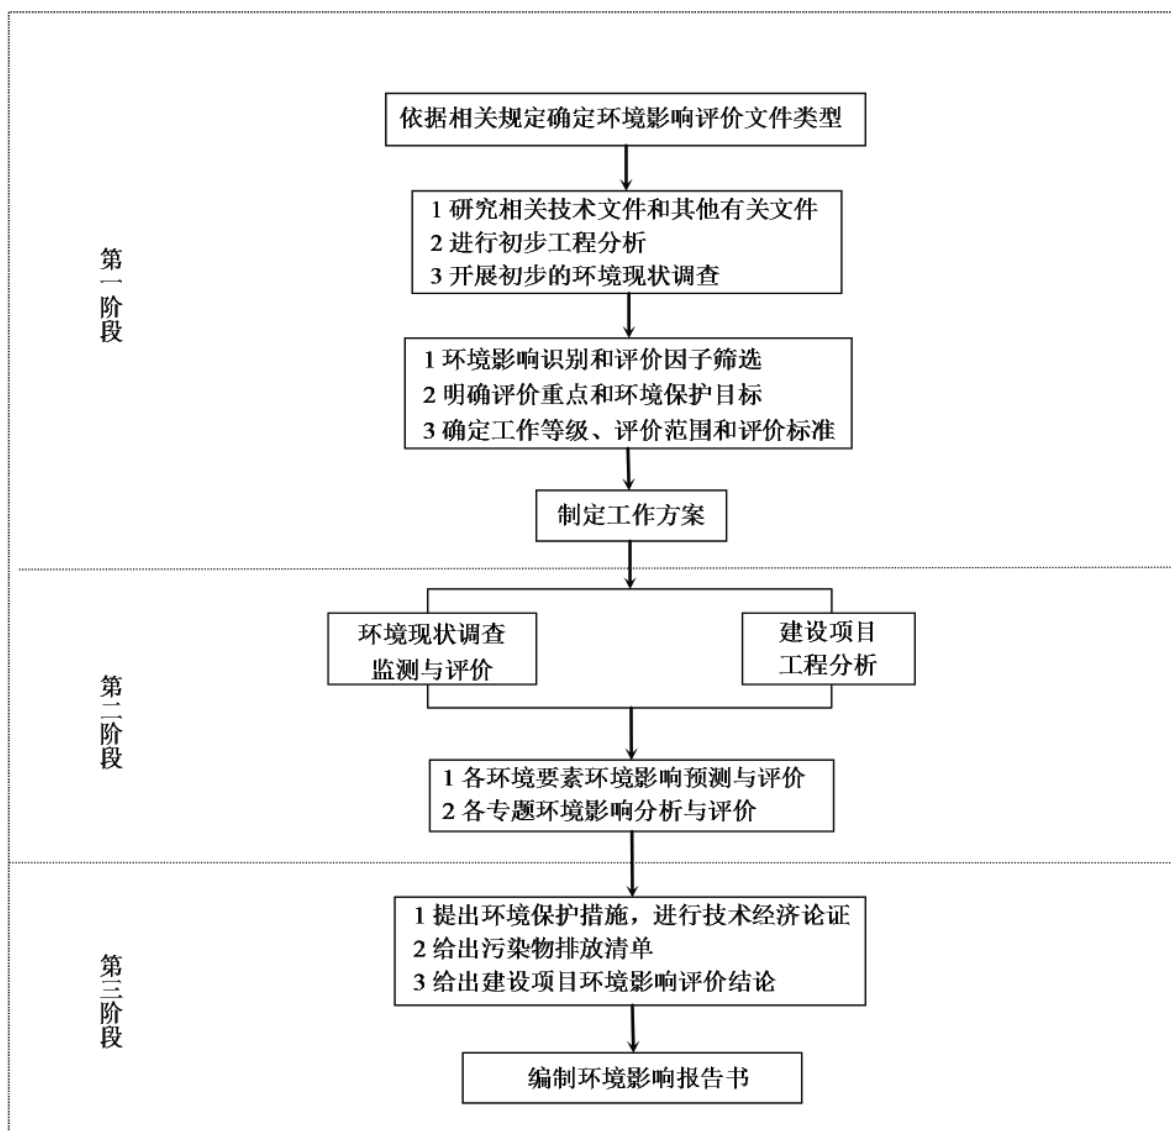 依据相关规定确定环境影响评价文件类型
1 研究相关技术文件和其他有关文件
2 进行初步工程分析
3 开展初步的环境现状调查
第一阶段
1 环境影响识别和评价因子筛选
2 明确评价重点和环境保护目标
3 确定工作等级、评价范围和评价标准
制定工作方案
环境现状调查
监测与评价
建设项目
工程分析
第二阶段
1 各环境要素环境影响预测与评价
2 各专题环境影响分析与评价
1 提出环境保护措施，进行技术经济论证
2 给出污染物排放清单
3 给出建设项目环境影响评价结论
第三阶段
编制环境影响报告书